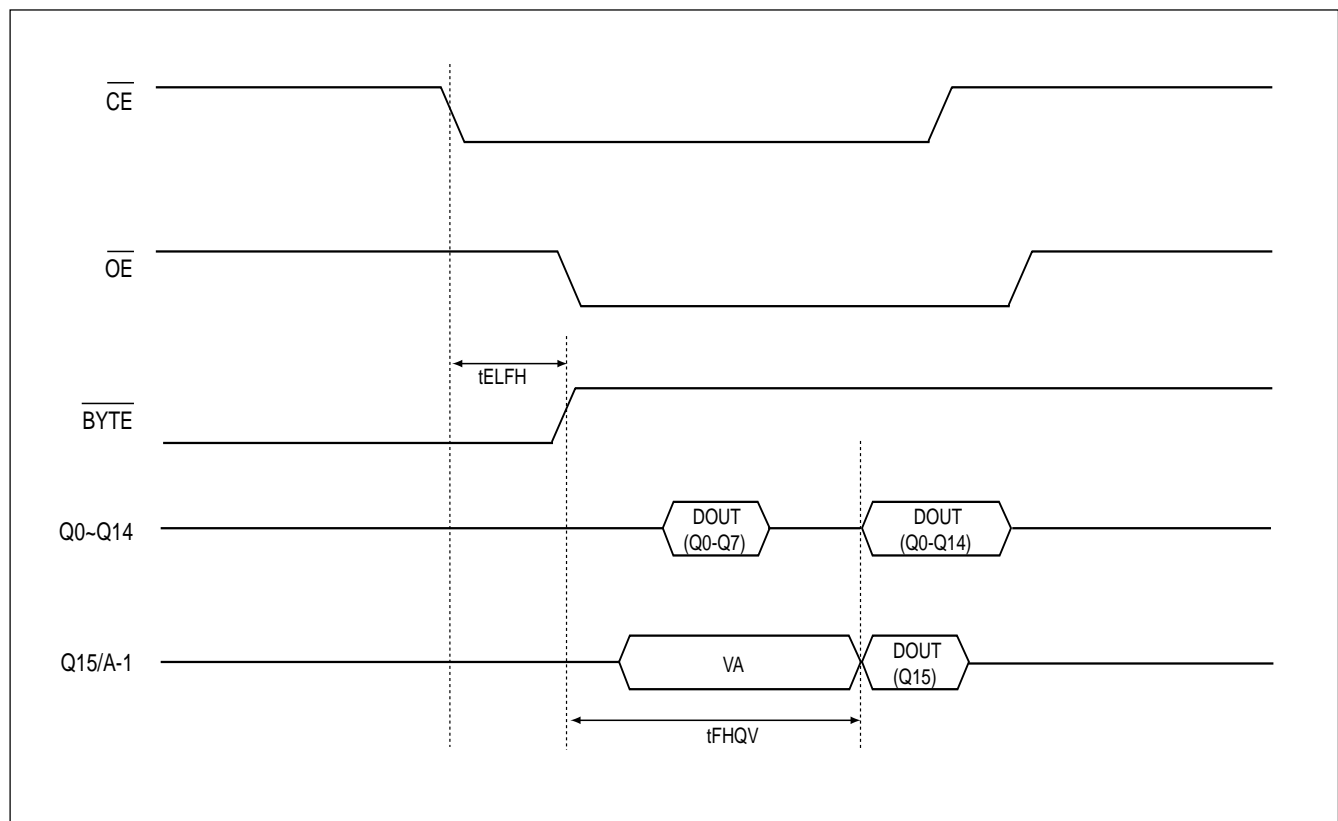 CE
OE
tELFH
BYTE
Q0~Q14
DOUT
(Q0-Q7)
DOUT
(Q0-Q14)
Q15/A-1
VA
DOUT
(Q15)
tFHQV